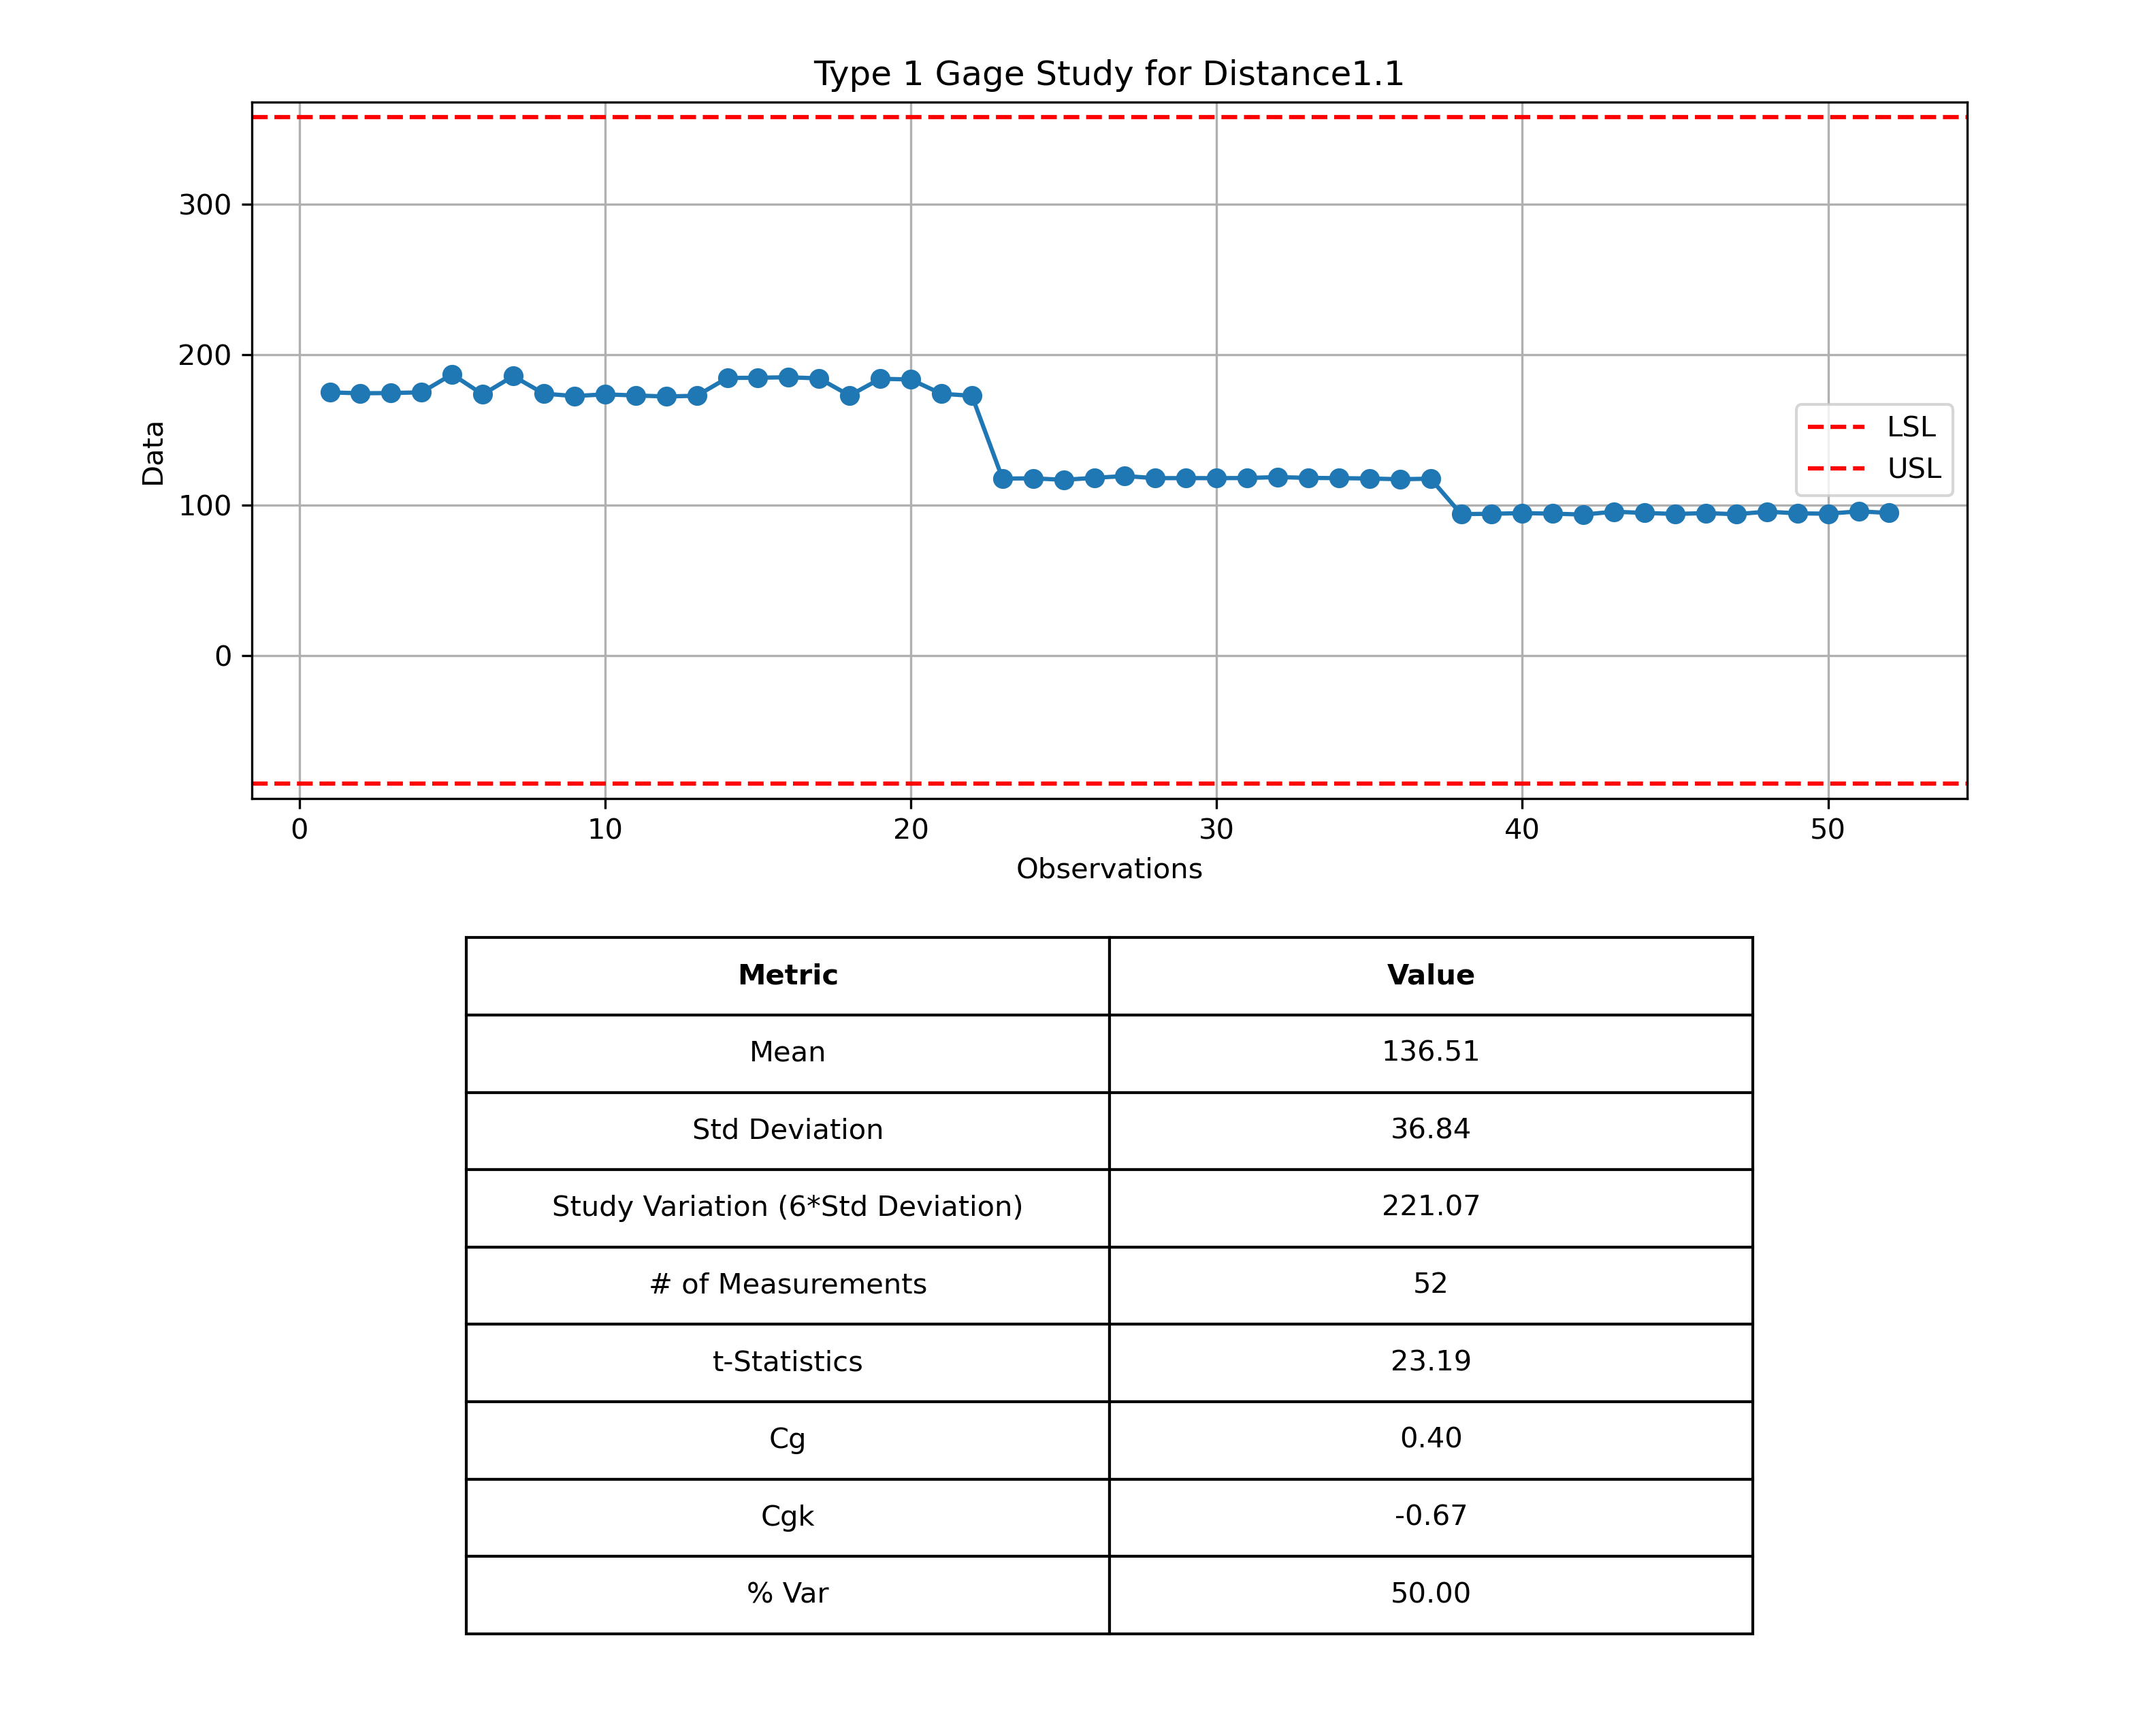 Type 1 Gage Study for Distance1.1
300
200
100
0
Data
LSL
USL
0 10 20 30 40 50
Observations
Metric Value
Mean 136.51
Std Deviation 36.84
Study Variation (6*Std Deviation) 221.07
# of Measurements 52
t-Statistics 23.19
Cg 0.40
Cgk -0.67
% Var 50.00